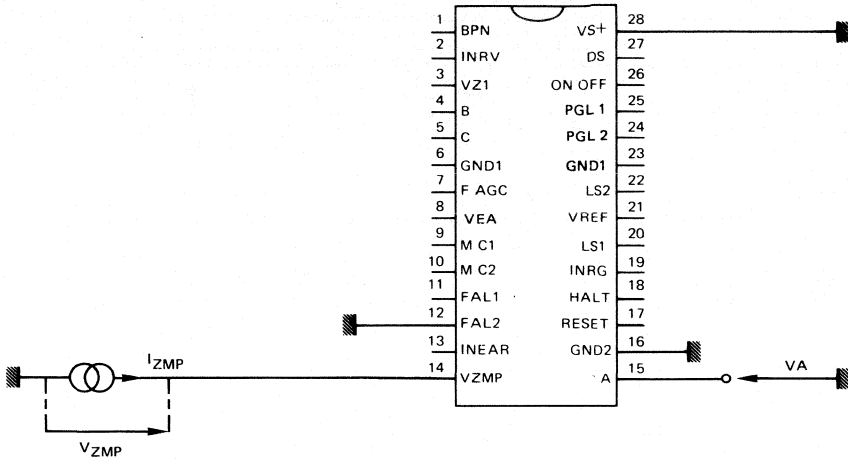 1 BPN VS+ 28
2 INRV DS 27
3 VZ1 ON OFF 26
4 B PGL 1 25
5 C PGL 2 24
6 GND1 GND1 23
7 F AGC LS2 22
8 VEA VREF 21
9 M C1 LS1 20
10 M C2 INRG 19
11 FAL1 HALT 18
12 FAL2 RESET 17
13 INEAR GND2 16
14 VZMP A 15
IZMP
VA
VZMP